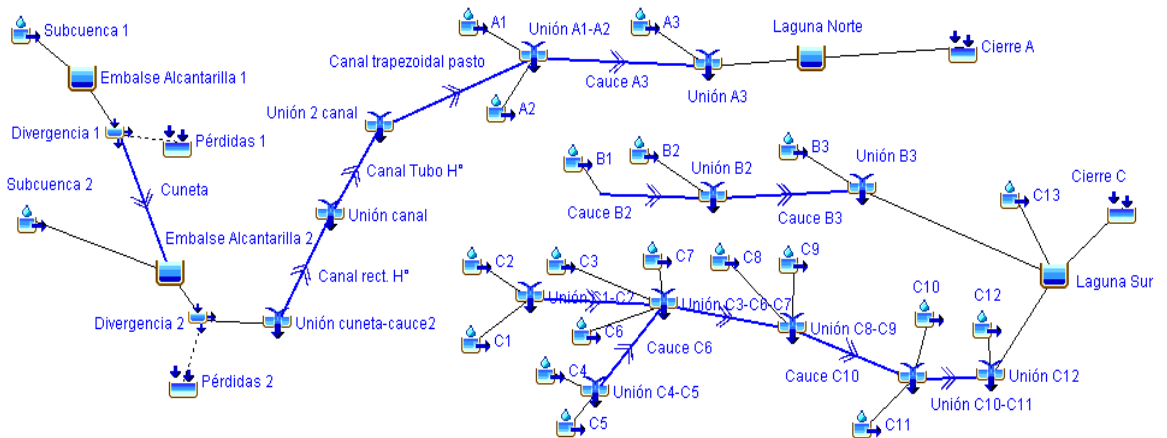 Subcuenca 1
Embalse Alcantarilla 1
Divergencia 1
Pérdidas 1
Subcuenca 2
Cuneta
Embalse Alcantarilla 2
Divergencia 2
Pérdidas 2
Unión cuneta-cauce2
Canal rect. H°
Unión canal
Canal Tubo H°
Unión 2 canal
Canal trapezoidal pasto
A1
Unión A1-A2
A2
Cauce A3
A3
Unión A3
Laguna Norte
Cierre A
B1
Cauce B2
B2
Unión B2
Cauce B3
B3
Unión B3
C13
Cierre C
Laguna Sur
C2
C1
Unión C1-C2
C3
C7
C6
Unión C3-C6-C7
C4
C5
Unión C4-C5
Cauce C6
C8
C9
Unión C8-C9
Cauce C10
C10
C11
Unión C10-C11
C12
Unión C12